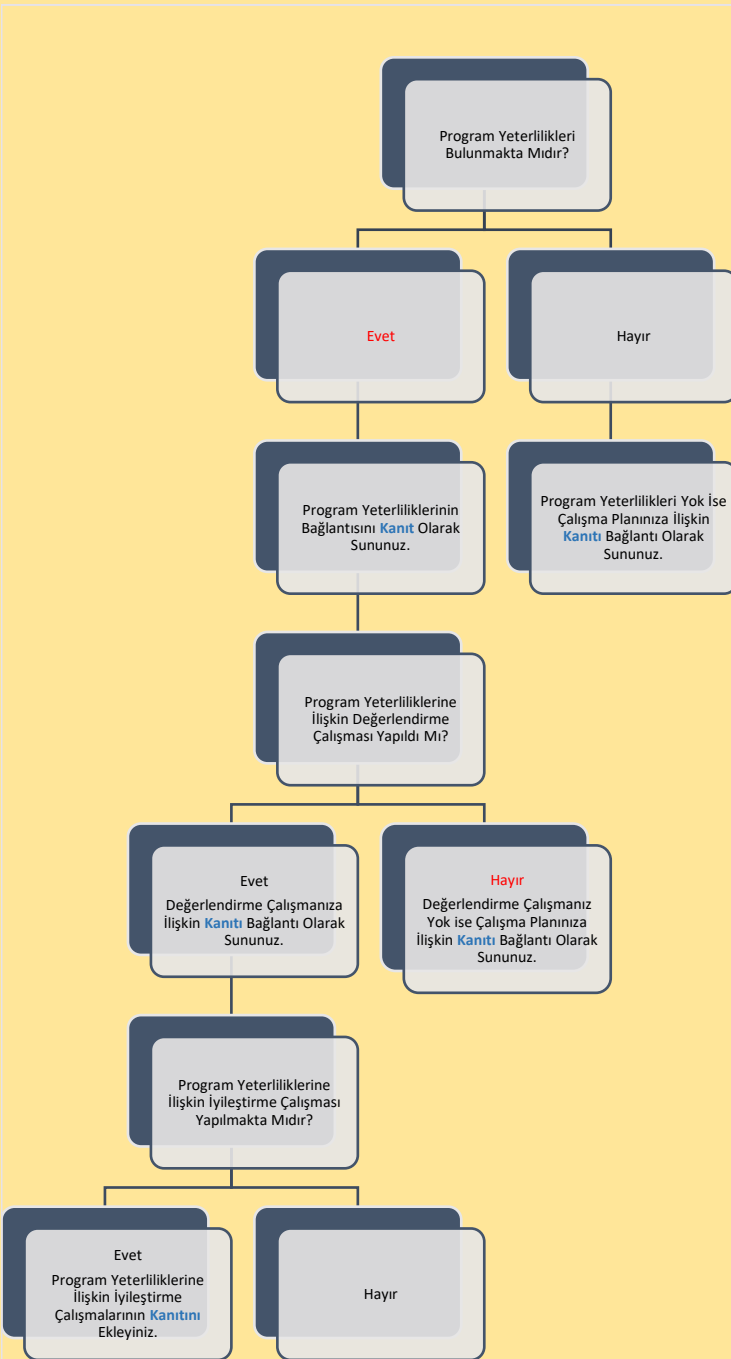 Program Yeterlilikleri
Bulunmakta Mıdır?
Evet
Hayır
Program Yeterliliklerinin
Bağlantısını Kanıt Olarak
Sununuz.
Program Yeterlilikleri Yok İse
Çalışma Planınıza İlişkin
Kanıtı Bağlantı Olarak
Sununuz.
Program Yeterliliklerine
İlişkin Değerlendirme
Çalışması Yapıldı Mı?
Evet
Değerlendirme Çalışmanıza
İlişkin Kanıtı Bağlantı Olarak
Sununuz.
Hayır
Değerlendirme Çalışmanız
Yok ise Çalışma Planınıza
İlişkin Kanıtı Bağlantı Olarak
Sununuz.
Program Yeterliliklerine
İlişkin İyileştirme Çalışması
Yapılmakta Mıdır?
Evet
Program Yeterliliklerine
İlişkin İyileştirme
Çalışmalarının Kanıtını
Ekleyiniz.
Hayır